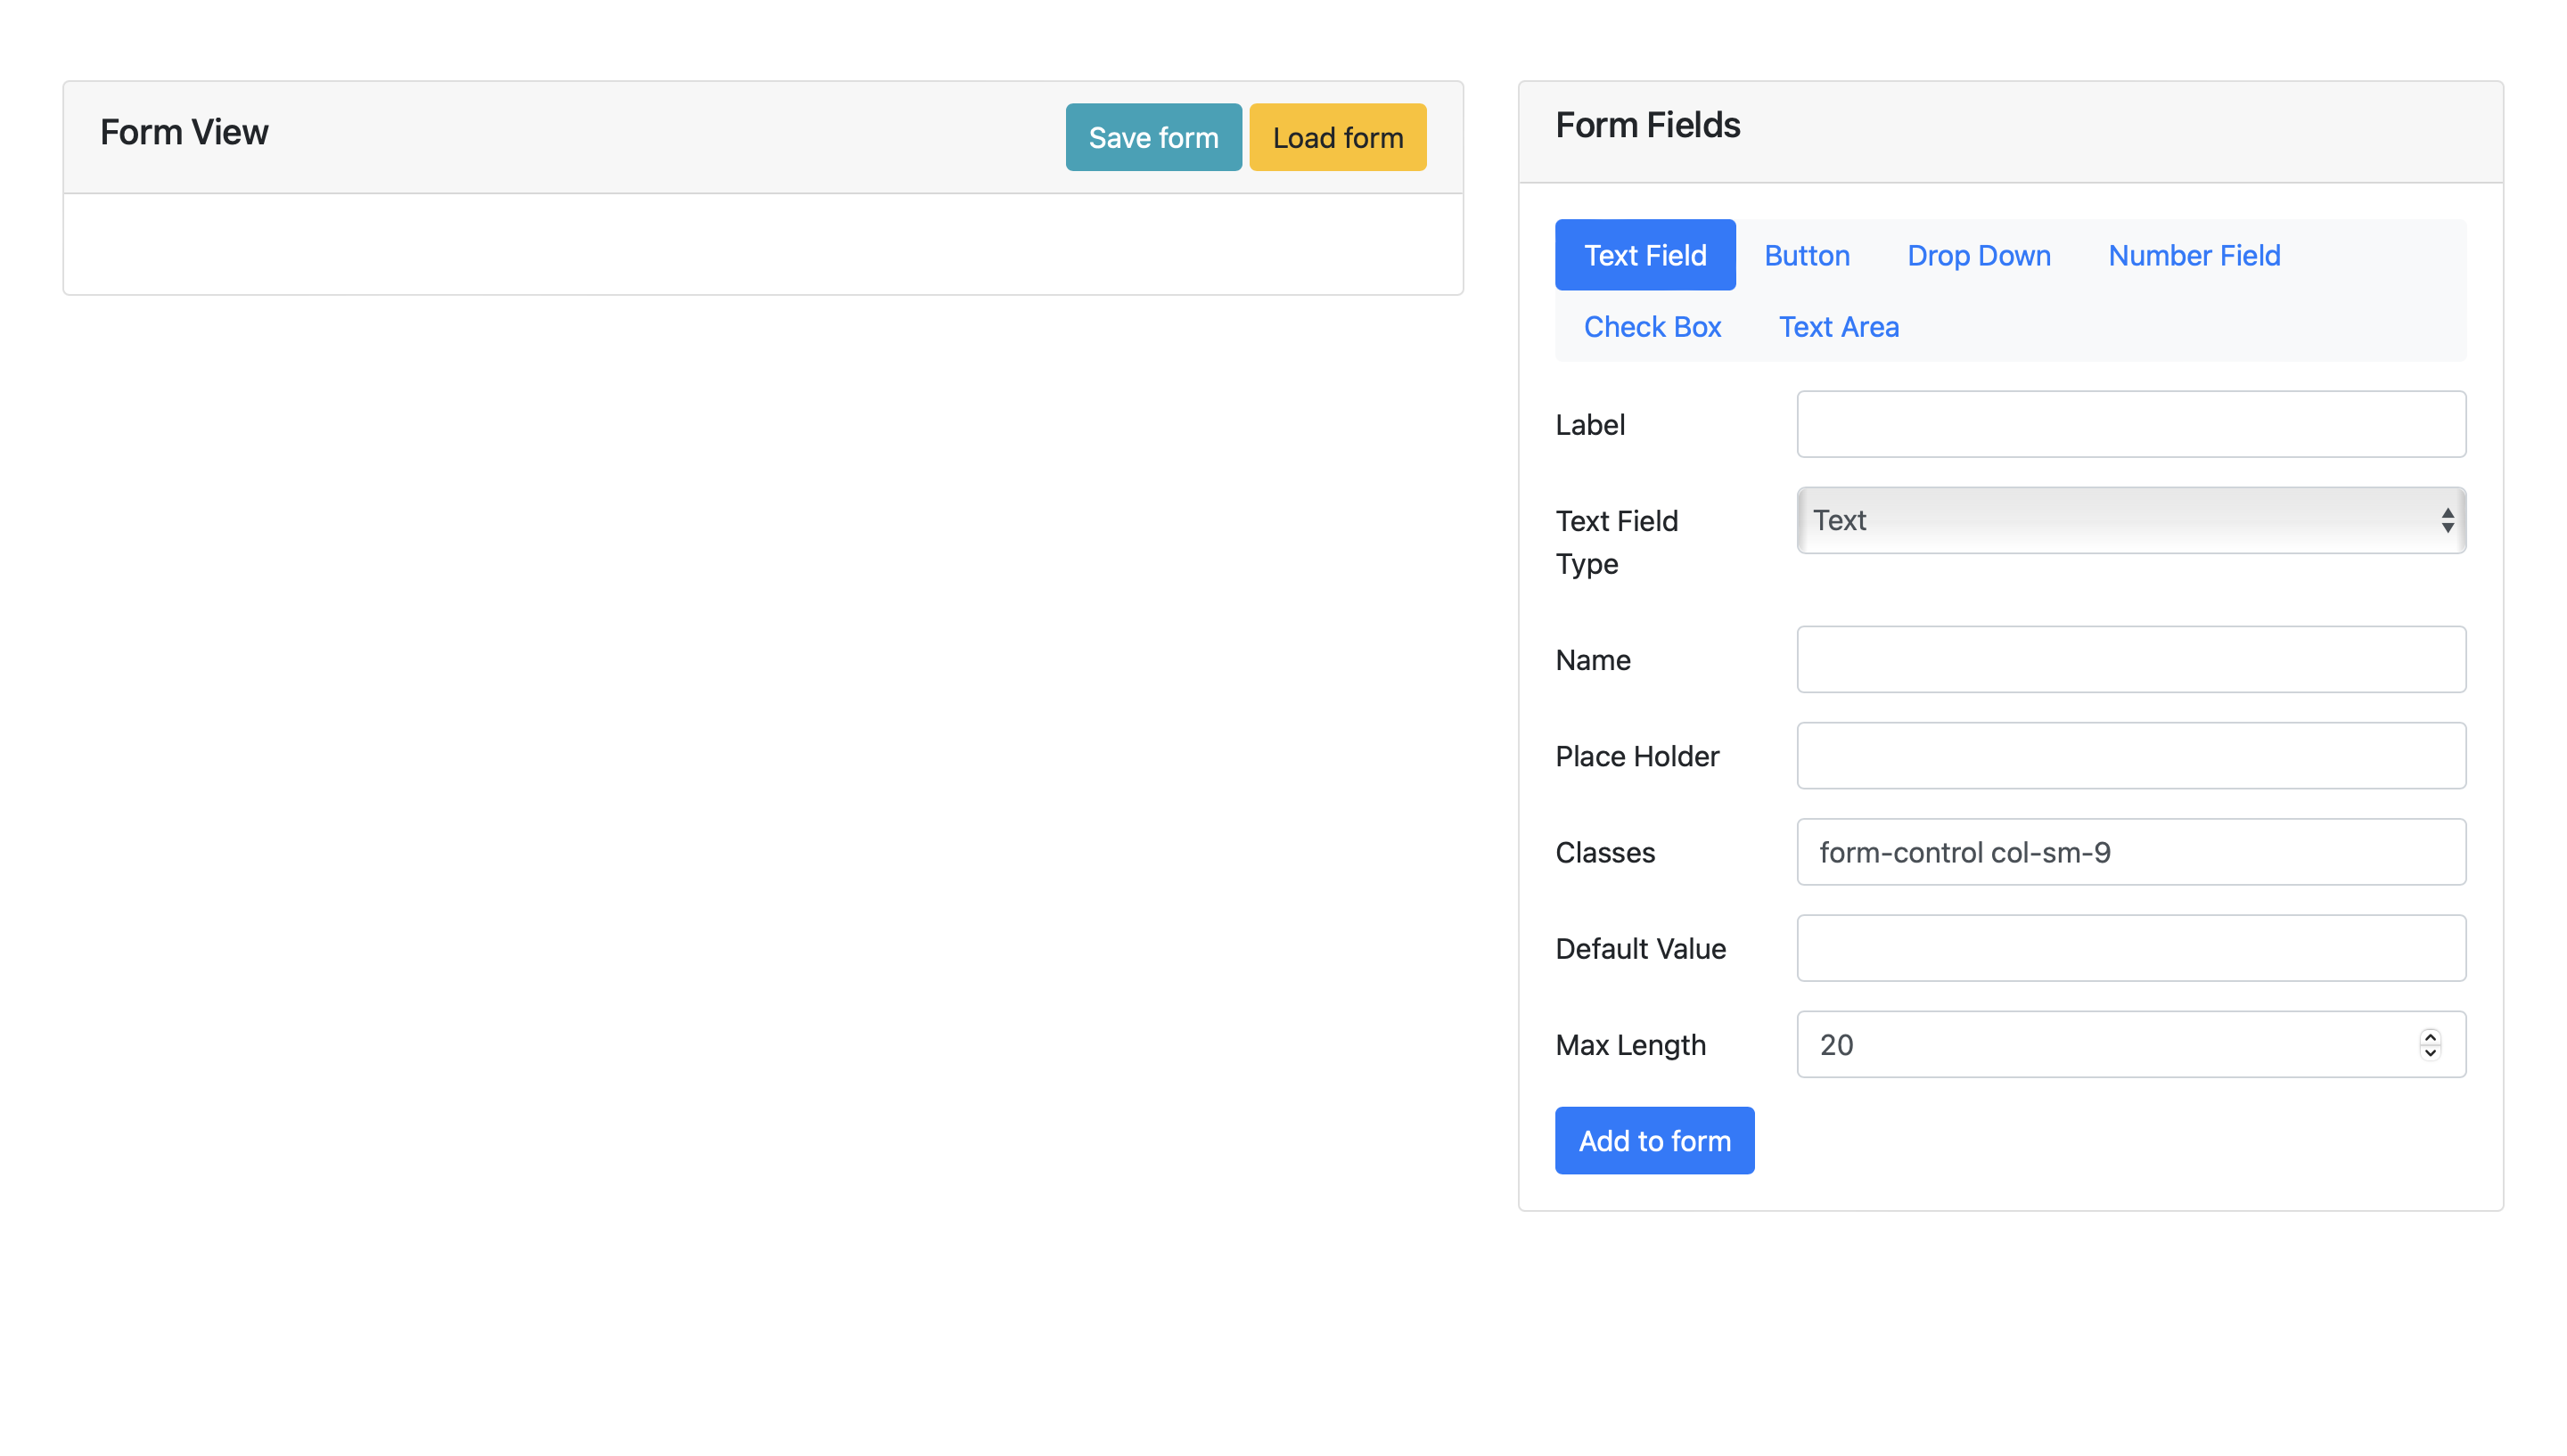 Form View
Save form
Load form
Form Fields
Text Field
Button
Drop Down
Number Field
Check Box
Text Area
Label
Text Field
Type
Text
Name
Place Holder
Classes
form-control col-sm-9
Default Value
Max Length
20
Add to form